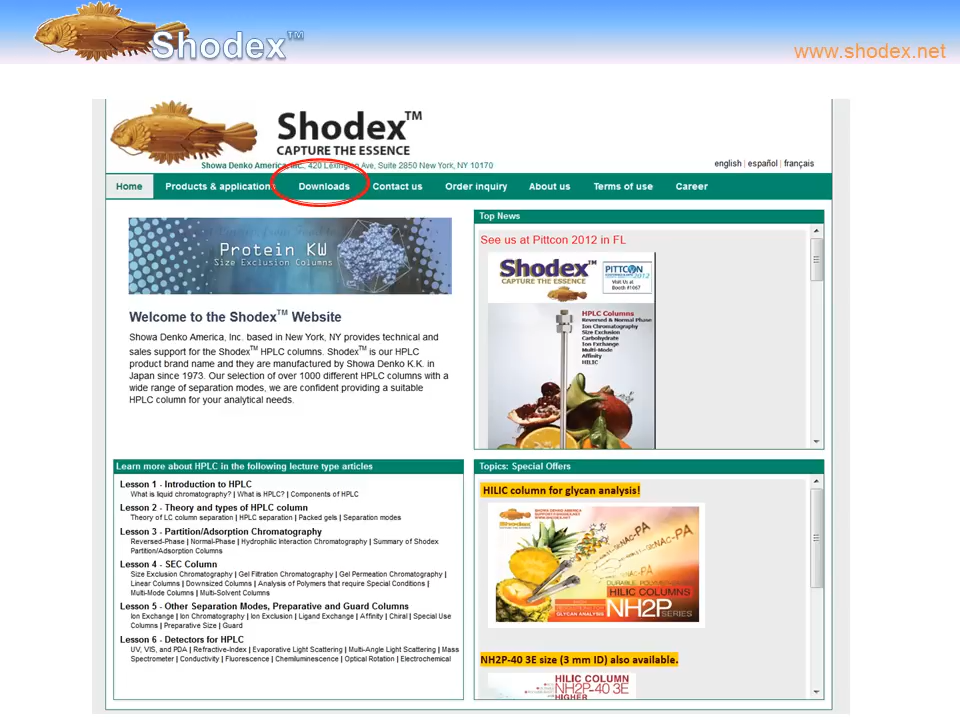 Shodex™
www.shodex.net
Shodex™
CAPTURE THE ESSENCE
Showa Denko America, Inc., 420 Lexington Ave, Suite 2850 New York, NY 10170
english | español | français
Home Products & applications Downloads Contact us Order inquiry About us Terms of use Career
Protein KW
Size Exclusion Columns
Welcome to the Shodex™ Website
Showa Denko America, Inc. based in New York, NY provides technical and
sales support for the Shodex™ HPLC columns. Shodex™ is our HPLC
product brand name and they are manufactured by Showa Denko K.K. in
Japan since 1973. Our selection of over 1000 different HPLC columns with a
wide range of separation modes, we are confident providing a suitable
HPLC column for your analytical needs.
Top News
See us at Pittcon 2012 in FL
Shodex™
CAPTURE THE ESSENCE
PITTCON
2012
Visit Us at
Booth #1067
HPLC Columns
Reversed & Normal Phase
Ion Chromatography
Size Exclusion
Carbohydrate
Ion Exchange
Multi-Mode
Affinity
HILIC
Learn more about HPLC in the following lecture type articles
Lesson 1 - Introduction to HPLC
What is liquid chromatography? | What is HPLC? | Components of HPLC
Lesson 2 - Theory and types of HPLC column
Theory of LC column separation | HPLC separation | Packed gels | Separation modes
Lesson 3 - Partition/Adsorption Chromatography
Reversed-Phase | Normal-Phase | Hydrophilic Interaction Chromatography | Summary of Shodex
Partition/Adsorption Columns
Lesson 4 - SEC Column
Size Exclusion Chromatography | Gel Filtration Chromatography | Gel Permeation Chromatography |
Linear Columns | Downsized Columns | Analysis of Polymers that require Special Conditions |
Multi-Mode Columns | Multi-Solvent Columns
Lesson 5 - Other Separation Modes, Preparative and Guard Columns
Ion Exchange | Ion Chromatography | Ion Exclusion | Ligand Exchange | Affinity | Chiral | Special Use
Columns | Preparative Size | Guard
Lesson 6 - Detectors for HPLC
UV, VIS, and PDA | Refractive-Index | Evaporative Light Scattering | Multi-Angle Light Scattering | Mass
Spectrometer | Conductivity | Fluorescence | Chemiluminescence | Optical Rotation | Electrochemical
Topics: Special Offers
HILIC column for glycan analysis!
Shodex
DURABLE, POLYMER-BASED
HILIC COLUMNS
GLYCAN ANALYSIS NH2P SERIES
NH2P-40 3E size (3 mm ID) also available.
HILIC COLUMN
NH2P-40 3E
HIGHER